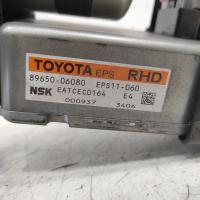 TOYOTA EPS RHD
89650-06080 EPS11-060
NSK EATCEC0164 E4
000937 3406